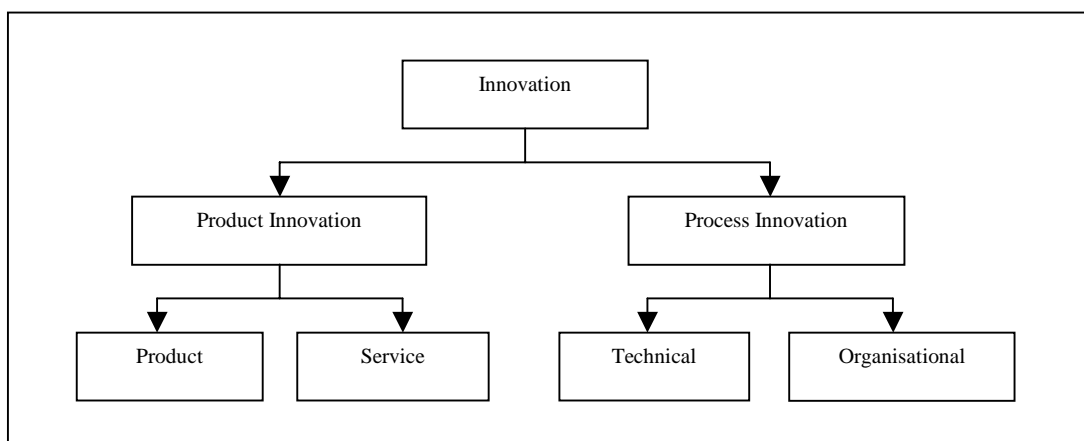 Innovation
Product Innovation
Process Innovation
Product
Service
Technical
Organisational